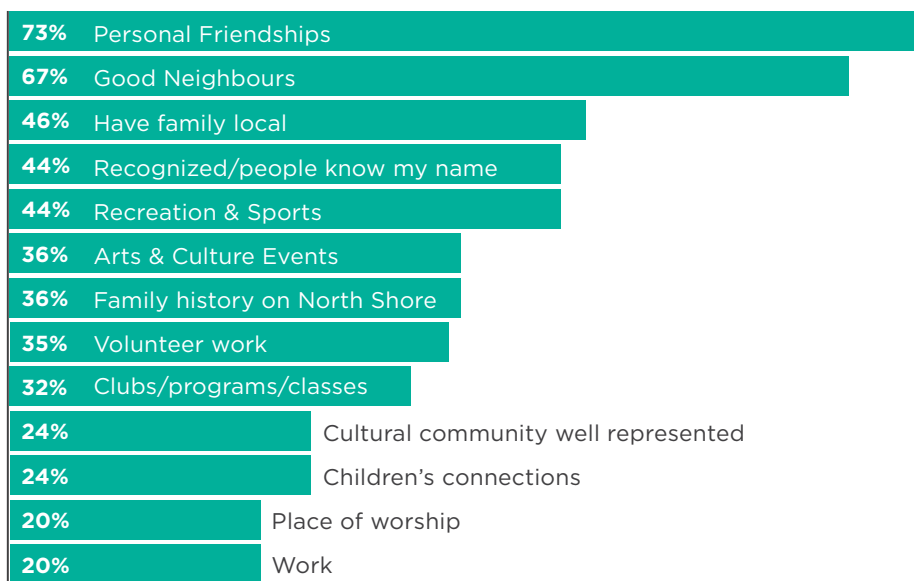 73% Personal Friendships
67% Good Neighbours
46% Have family local
44% Recognized/people know my name
44% Recreation & Sports
36% Arts & Culture Events
36% Family history on North Shore
35% Volunteer work
32% Clubs/programs/classes
24% Cultural community well represented
24% Children’s connections
20% Place of worship
20% Work